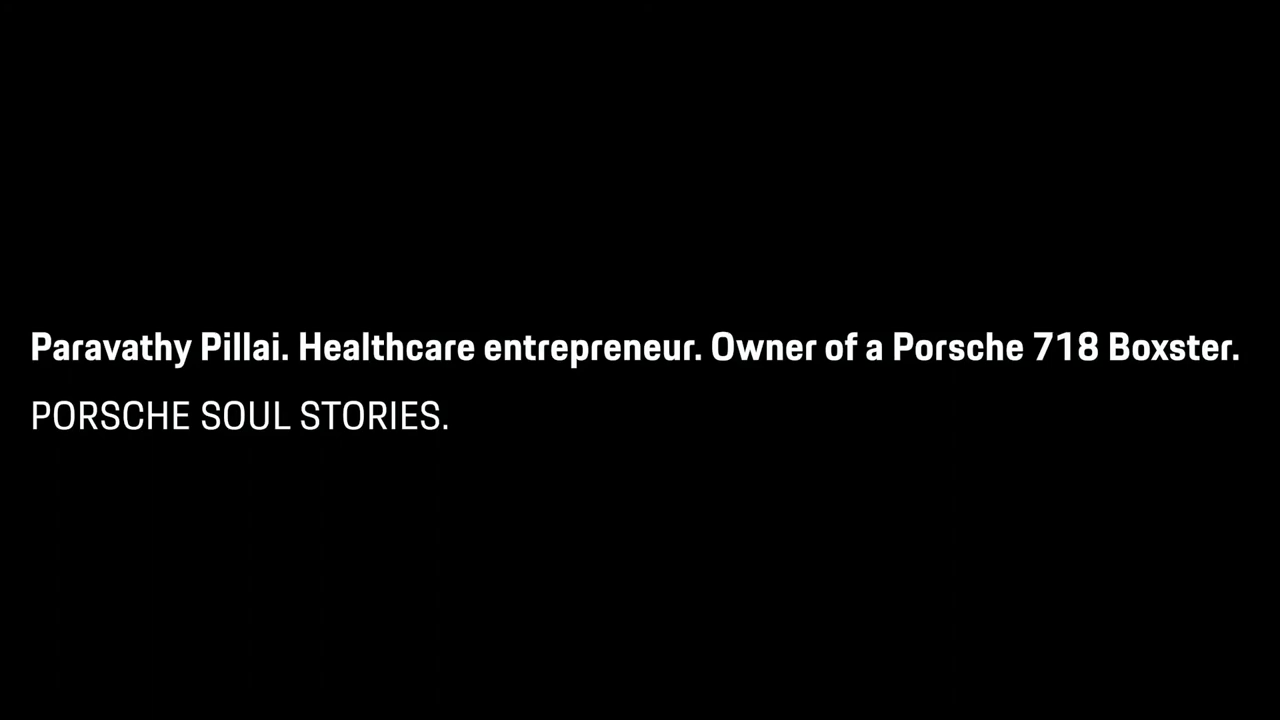 Paravathy Pillai. Healthcare entrepreneur. Owner of a Porsche 718 Boxster.
PORSCHE SOUL STORIES.